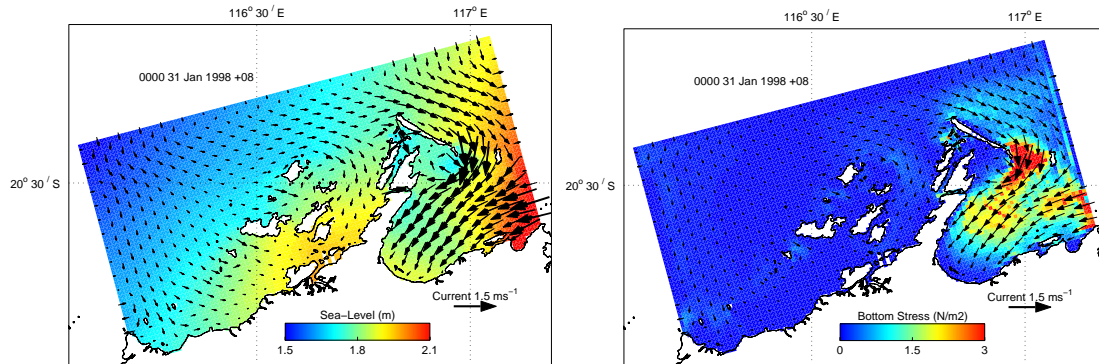 116° 30 ′ E
117° E
0000 31 Jan 1998 +08
20° 30 ′ S
Current 1.5 ms⁻¹
Sea−Level (m)
1.5
1.8
2.1
116° 30 ′ E
117° E
0000 31 Jan 1998 +08
20° 30 ′ S
Current 1.5 ms⁻¹
Bottom Stress (N/m2)
0
1.5
3